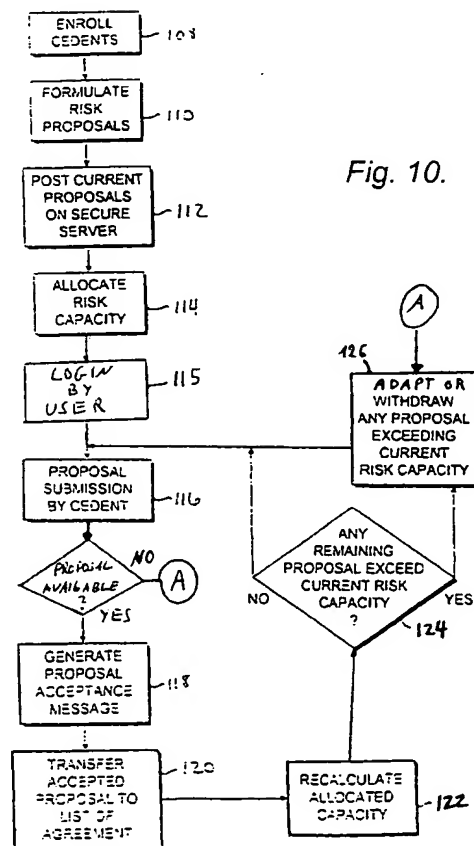 ENROLL
CEDENTS
108
FORMULATE
RISK
PROPOSALS
110
POST CURRENT
PROPOSALS
ON SECURE
SERVER
112
Fig. 10.
ALLOCATE
RISK
CAPACITY
114
LOGIN
BY
USER
115
PROPOSAL
SUBMISSION
BY CEDENT
116
PROPOSAL
AVAILABLE
?
NO
A
YES
GENERATE
PROPOSAL
ACCEPTANCE
MESSAGE
118
TRANSFER
ACCEPTED
PROPOSAL TO
LIST OF
AGREEMENT
120
RECALCULATE
ALLOCATED
CAPACITY
122
ANY
REMAINING
PROPOSAL EXCEED
CURRENT RISK
CAPACITY
?
NO
YES
124
A
126
ADAPT OR
WITHDRAW
ANY PROPOSAL
EXCEEDING
CURRENT
RISK CAPACITY